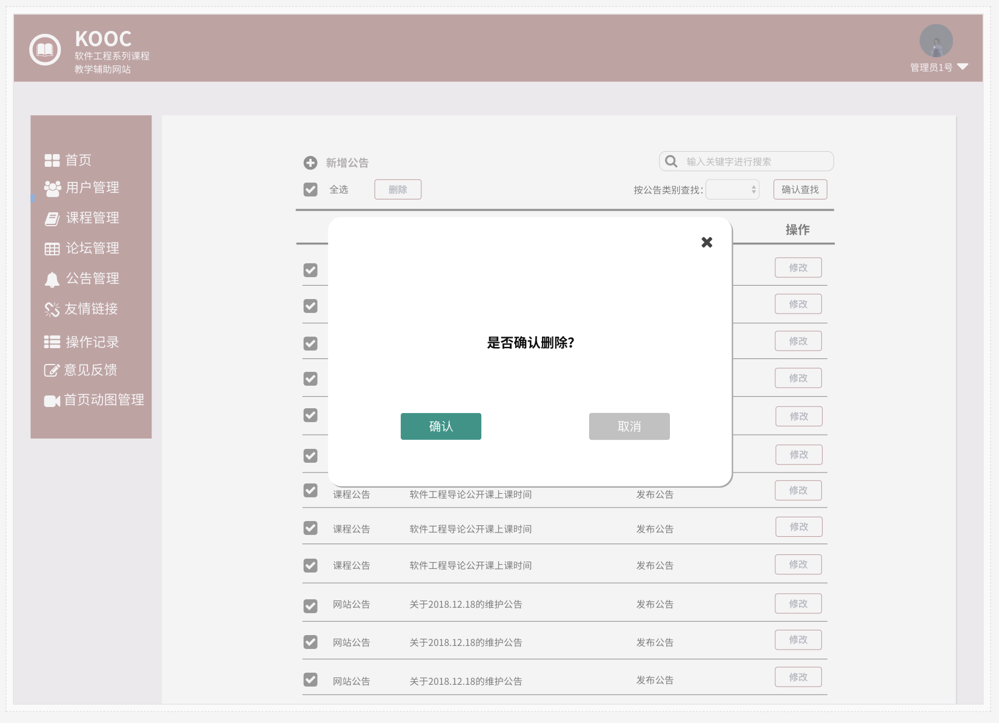 KOOC
软件工程系列课程
教学辅助网站
管理员1号
首页
用户管理
课程管理
论坛管理
公告管理
友情链接
操作记录
意见反馈
首页动图管理
新增公告
输入关键字进行搜索
全选
删除
按公告类别查找：
确认查找
操作
修改
修改
修改
修改
修改
修改
是否确认删除？
确认
取消
课程公告 软件工程导论公开课上课时间 发布公告 修改
课程公告 软件工程导论公开课上课时间 发布公告 修改
课程公告 软件工程导论公开课上课时间 发布公告 修改
网站公告 关于2018.12.18的维护公告 发布公告 修改
网站公告 关于2018.12.18的维护公告 发布公告 修改
网站公告 关于2018.12.18的维护公告 发布公告 修改